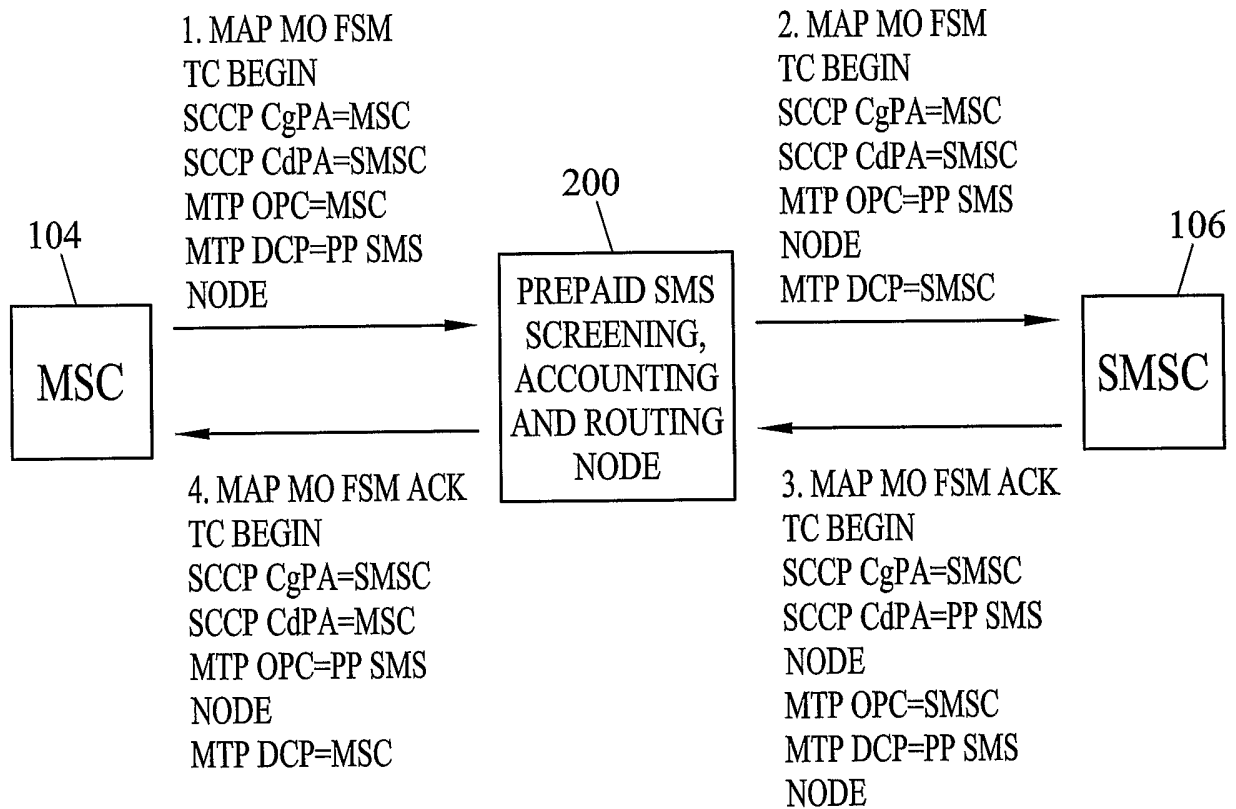 1. MAP MO FSM
TC BEGIN
SCCP CgPA=MSC
SCCP CdPA=SMSC
MTP OPC=MSC
MTP DCP=PP SMS
NODE
2. MAP MO FSM
TC BEGIN
SCCP CgPA=MSC
SCCP CdPA=SMSC
MTP OPC=PP SMS
NODE
MTP DCP=SMSC
104
MSC
200
PREPAID SMS
SCREENING,
ACCOUNTING
AND ROUTING
NODE
106
SMSC
4. MAP MO FSM ACK
TC BEGIN
SCCP CgPA=SMSC
SCCP CdPA=MSC
MTP OPC=PP SMS
NODE
MTP DCP=MSC
3. MAP MO FSM ACK
TC BEGIN
SCCP CgPA=SMSC
SCCP CdPA=PP SMS
NODE
MTP OPC=SMSC
MTP DCP=PP SMS
NODE